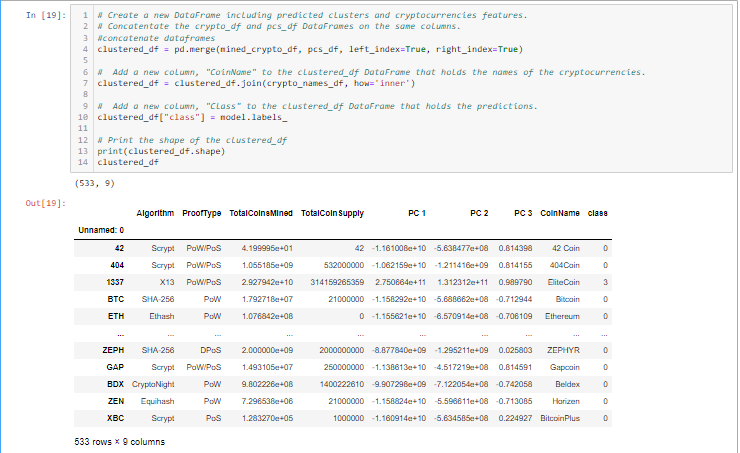 In [19]:
1 # Create a new DataFrame including predicted clusters and cryptocurrencies features.
2 # Concatentate the crypto_df and pcs_df DataFrames on the same columns.
3 #concatenate dataframes
4 clustered_df = pd.merge(mined_crypto_df, pcs_df, left_index=True, right_index=True)
5
6 #  Add a new column, "CoinName" to the clustered_df DataFrame that holds the names of the cryptocurrencies.
7 clustered_df = clustered_df.join(crypto_names_df, how='inner')
8
9 #  Add a new column, "Class" to the clustered_df DataFrame that holds the predictions.
10 clustered_df["class"] = model.labels_
11
12 # Print the shape of the clustered_df
13 print(clustered_df.shape)
14 clustered_df
(533, 9)
Out[19]:
Algorithm ProofType TotalCoinsMined TotalCoinSupply PC 1 PC 2 PC 3 CoinName class
Unnamed: 0
42 Scrypt PoW/PoS 4.199995e+01 42 -1.161008e+10 -5.638477e+08 0.814398 42 Coin 0
404 Scrypt PoW/PoS 1.055185e+09 532000000 -1.062159e+10 -1.211416e+09 0.814155 404Coin 0
1337 X13 PoW/PoS 2.927942e+10 314159265359 2.750664e+11 1.312312e+11 0.989790 EliteCoin 3
BTC SHA-256 PoW 1.792718e+07 21000000 -1.158292e+10 -5.688662e+08 -0.712944 Bitcoin 0
ETH Ethash PoW 1.076842e+08 0 -1.155621e+10 -6.570914e+08 -0.706109 Ethereum 0
... ... ... ... ... ... ... ... ... ...
ZEPH SHA-256 DPoS 2.000000e+09 2000000000 -8.877840e+09 -1.295211e+09 0.025803 ZEPHYR 0
GAP Scrypt PoW/PoS 1.493105e+07 250000000 -1.138613e+10 -4.517219e+08 0.814591 Gapcoin 0
BDX CryptoNight PoW 9.802226e+08 1400222610 -9.907298e+09 -7.122054e+08 -0.742058 Beldex 0
ZEN Equihash PoW 7.296538e+06 21000000 -1.158824e+10 -5.596611e+08 -0.713085 Horizen 0
XBC Scrypt PoS 1.283270e+05 1000000 -1.160914e+10 -5.634585e+08 0.224927 BitcoinPlus 0
533 rows × 9 columns